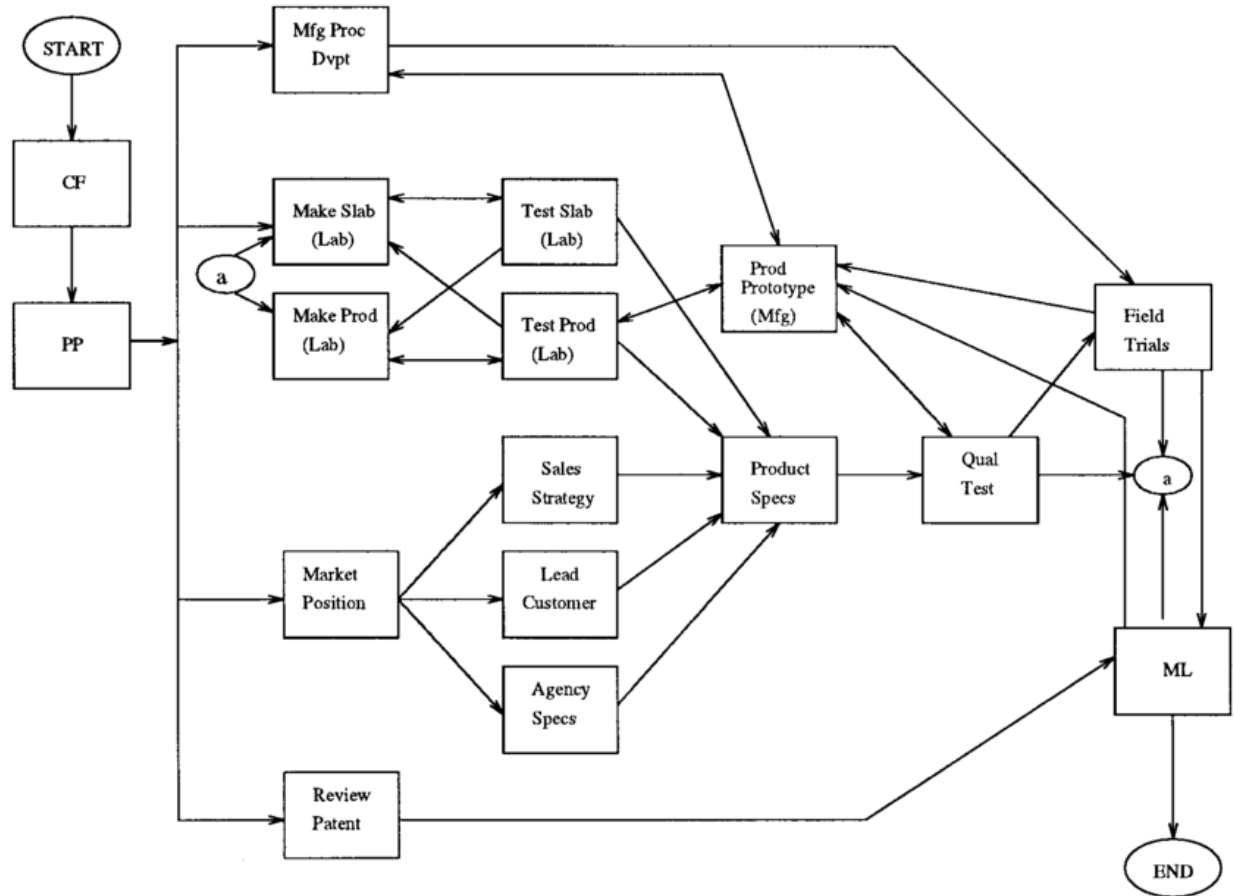 START
CF
PP
Mfg Proc
Dvpt
Make Slab
(Lab)
Test Slab
(Lab)
a
Make Prod
(Lab)
Test Prod
(Lab)
Prod
Prototype
(Mfg)
Field
Trials
Sales
Strategy
Product
Specs
Qual
Test
a
Market
Position
Lead
Customer
Agency
Specs
ML
Review
Patent
END